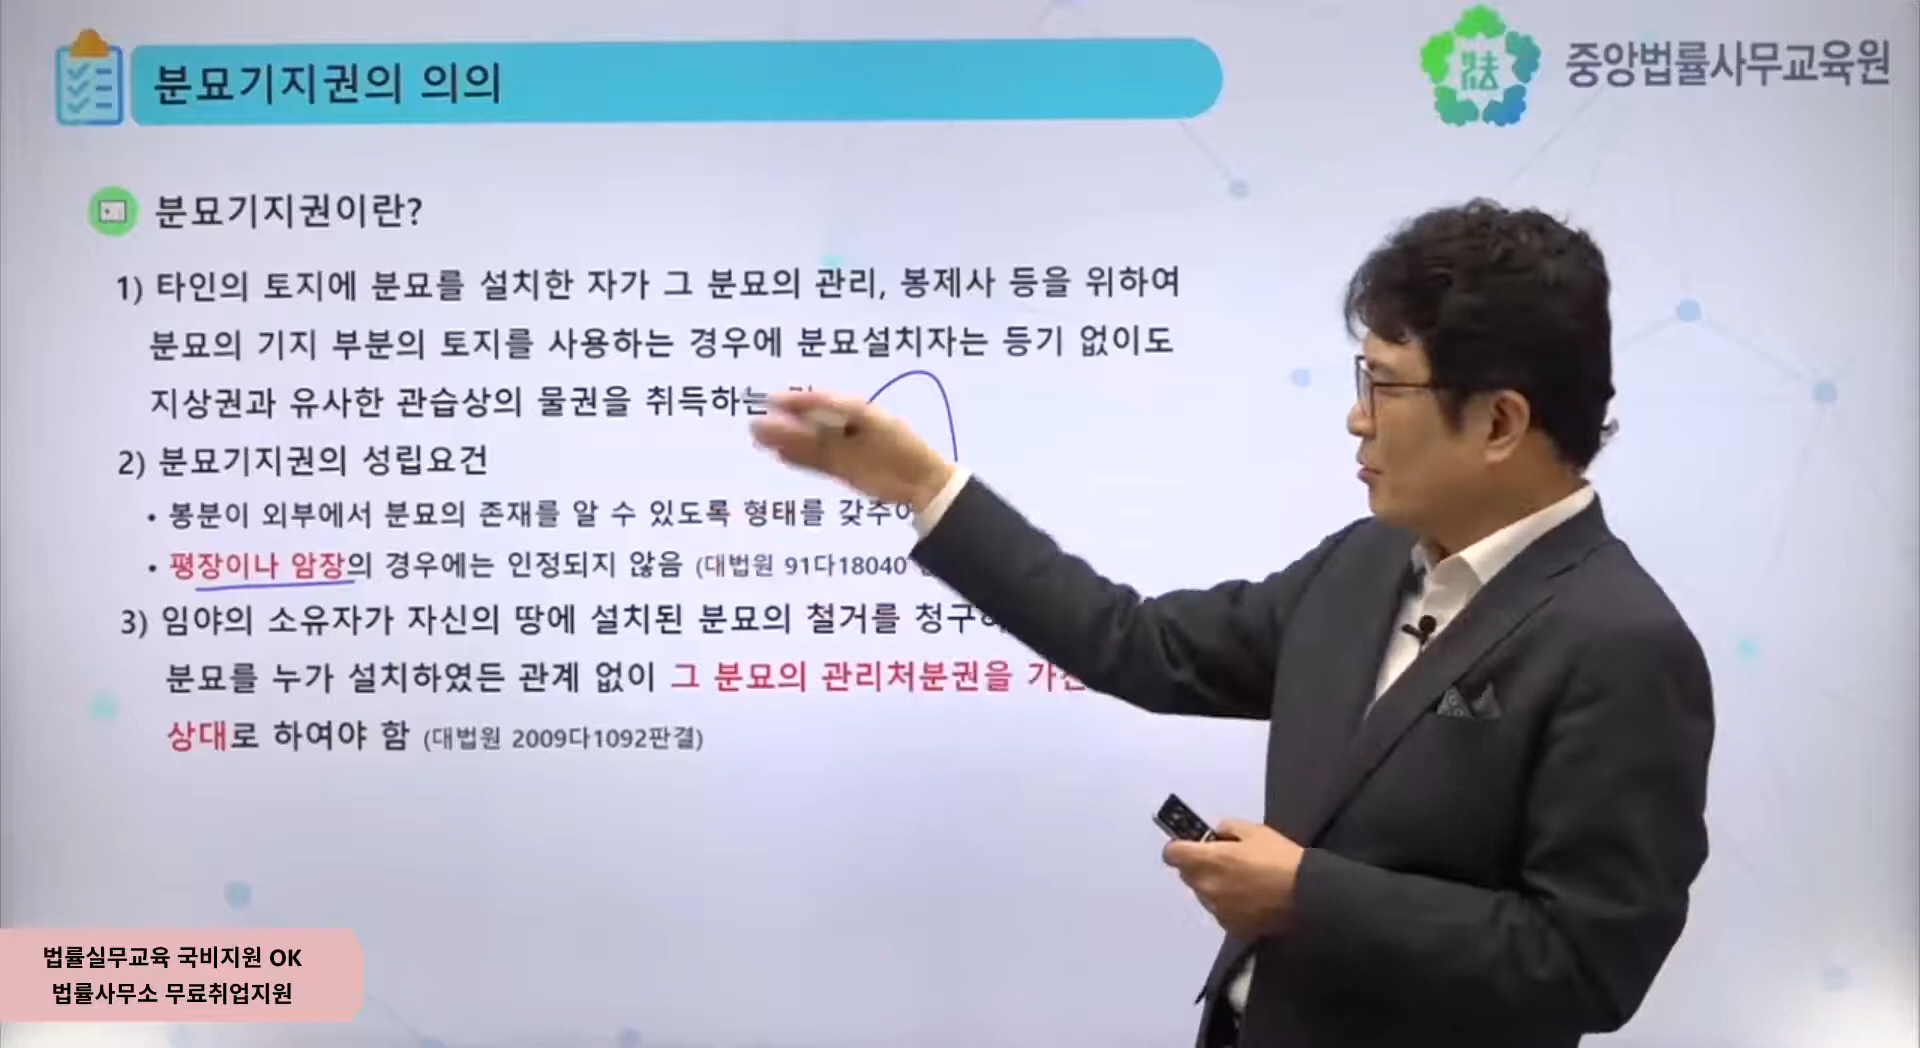 분묘기지권의 의의
중앙법률사무교육원
분묘기지권이란?
1) 타인의 토지에 분묘를 설치한 자가 그 분묘의 관리, 봉제사 등을 위하여
분묘의 기지 부분의 토지를 사용하는 경우에 분묘설치자는 등기 없이도
지상권과 유사한 관습상의 물권을 취득하는
2) 분묘기지권의 성립요건
• 봉분이 외부에서 분묘의 존재를 알 수 있도록 형태를
• 평장이나 암장의 경우에는 인정되지 않음 (대법원 91다18040
3) 임야의 소유자가 자신의 땅에 설치된 분묘의 철거를
분묘를 누가 설치하였든 관계 없이 그 분묘의 관리처분권을
상대로 하여야 함 (대법원 2009다1092판결)
법률실무교육 국비지원 OK
법률사무소 무료취업지원